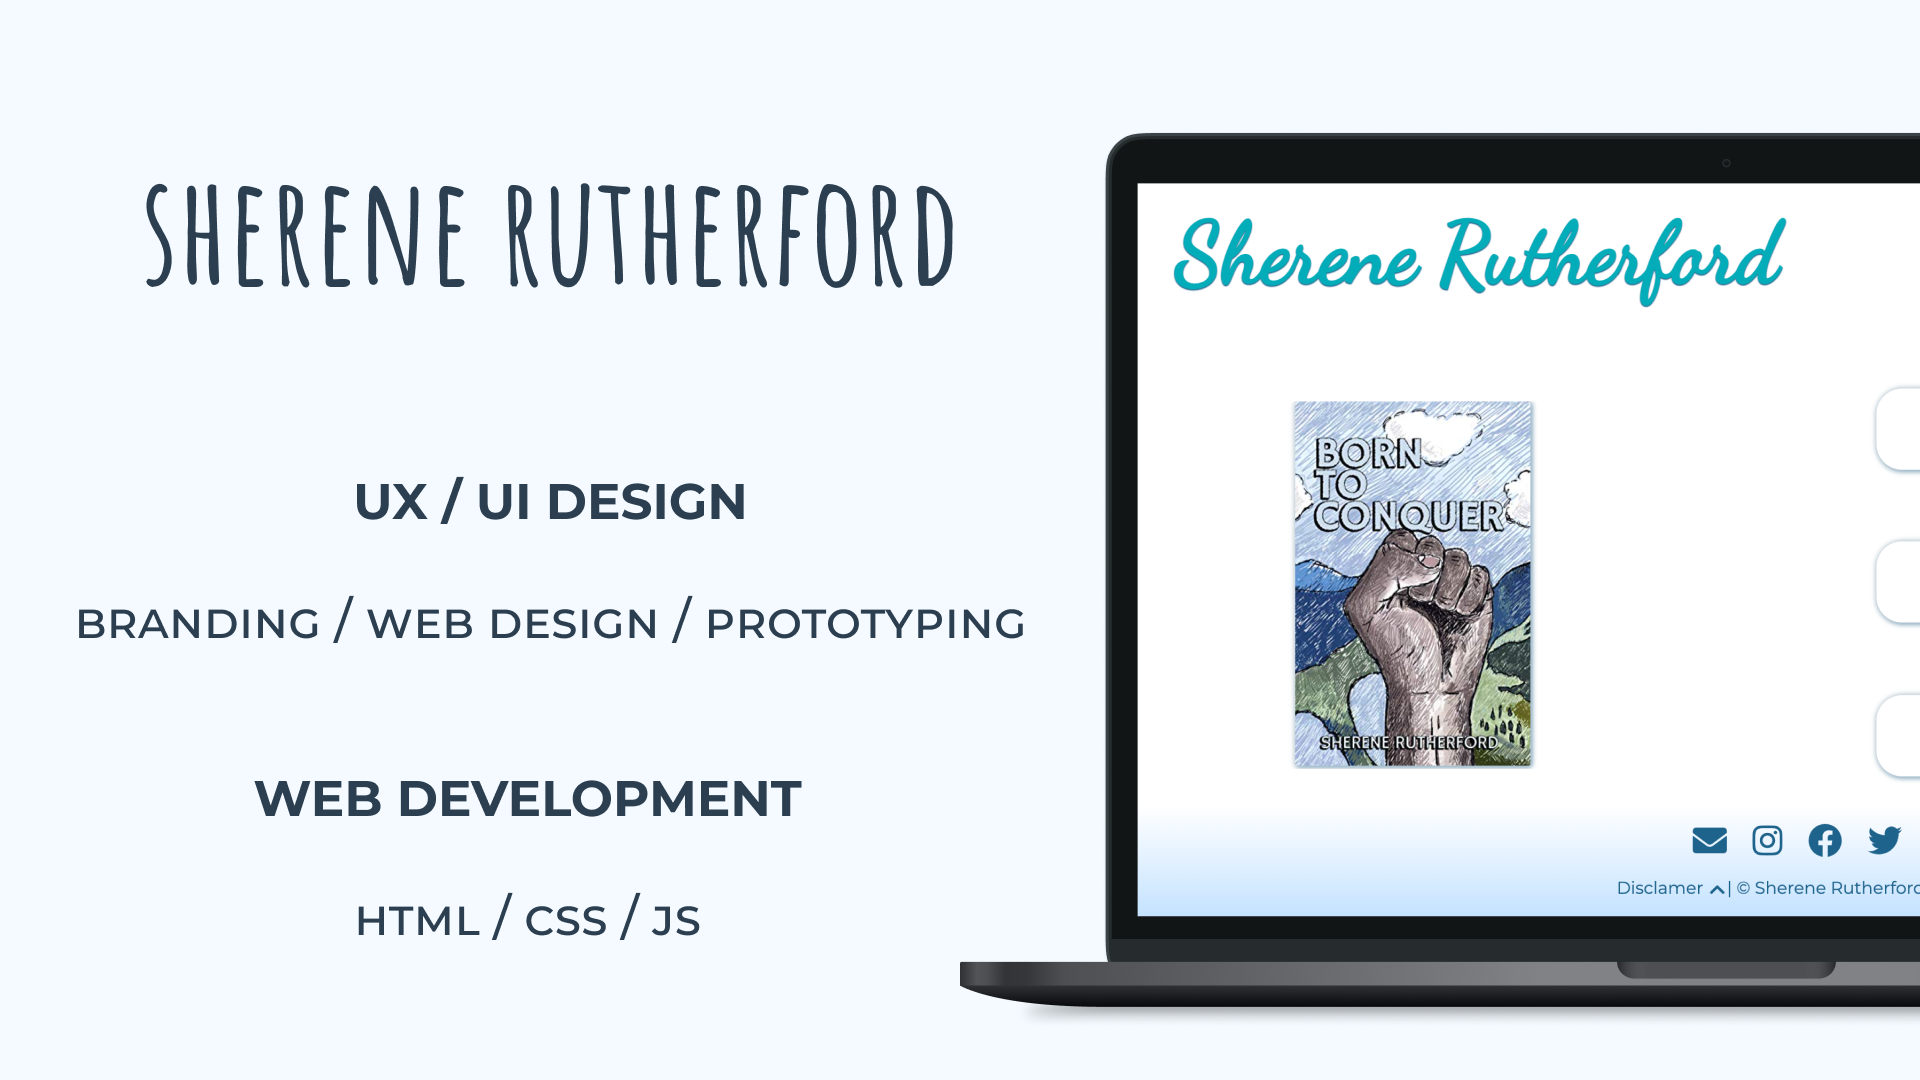 SHERENE RUTHERFORD
UX / UI DESIGN
BRANDING / WEB DESIGN / PROTOTYPING
WEB DEVELOPMENT
HTML / CSS / JS
Sherene Rutherford
BORN
TO
CONQUER
SHERENE RUTHERFORD
Disclamer | © Sherene Rutherford